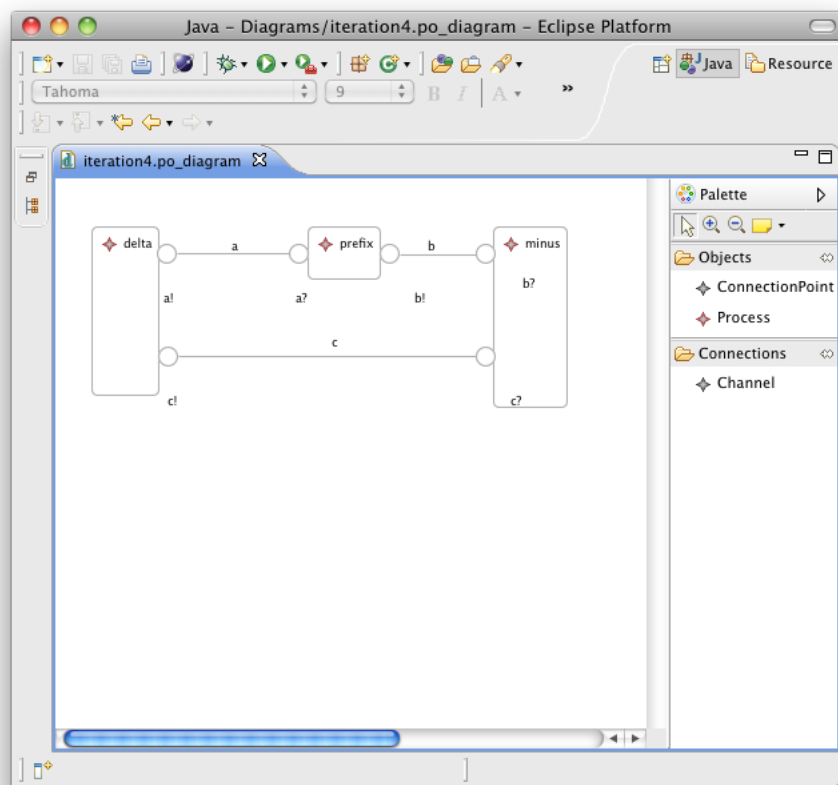 Java – Diagrams/iteration4.po_diagram – Eclipse Platform
Java Resource
Tahoma 9 B I A »
iteration4.po_diagram
Palette
delta a prefix b minus
b?
a! a? b!
Objects
ConnectionPoint
Process
c
Connections
Channel
c! c?